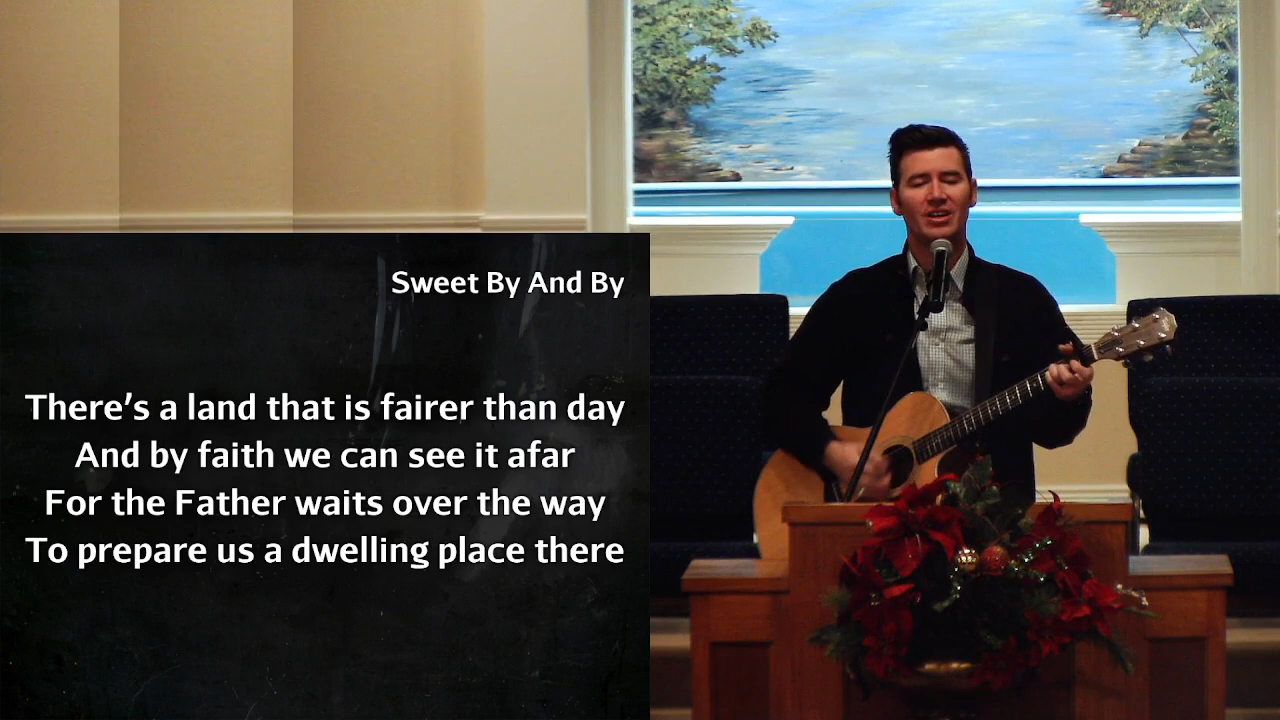 Sweet By And By
There's a land that is fairer than day
And by faith we can see it afar
For the Father waits over the way
To prepare us a dwelling place there